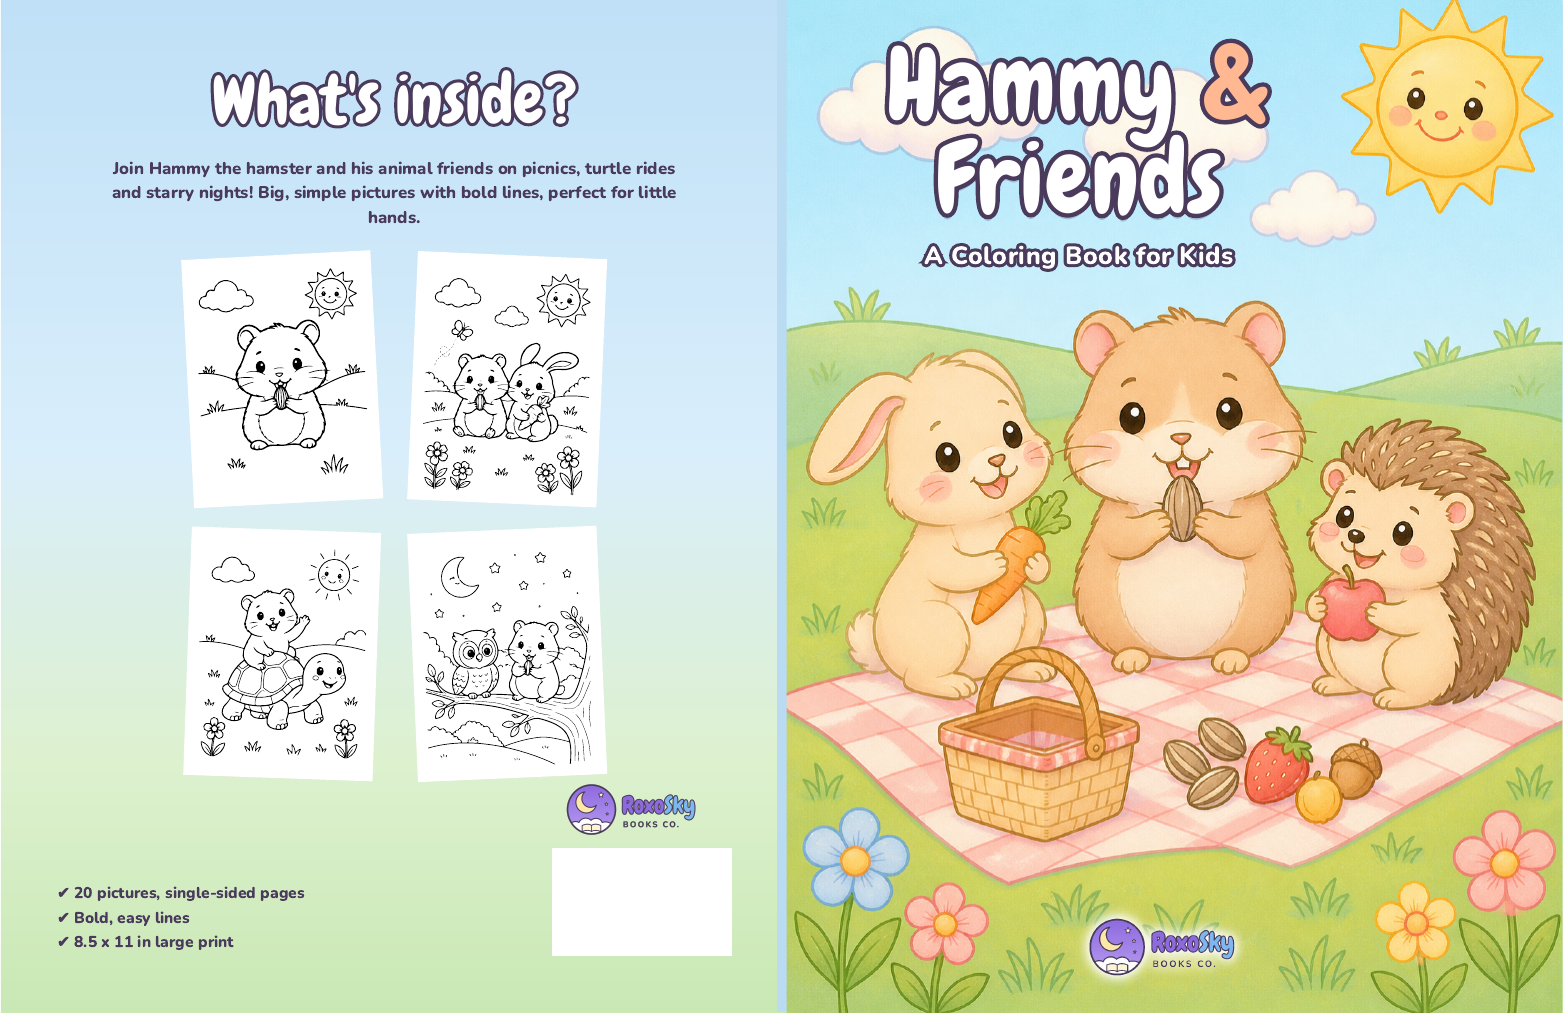 What's inside?
Join Hammy the hamster and his animal friends on picnics, turtle rides
and starry nights! Big, simple pictures with bold lines, perfect for little
hands.
RoxoSky
BOOKS CO.
✔ 20 pictures, single-sided pages
✔ Bold, easy lines
✔ 8.5 x 11 in large print
Hammy &
Friends
A Coloring Book for Kids
RoxoSky
BOOKS CO.